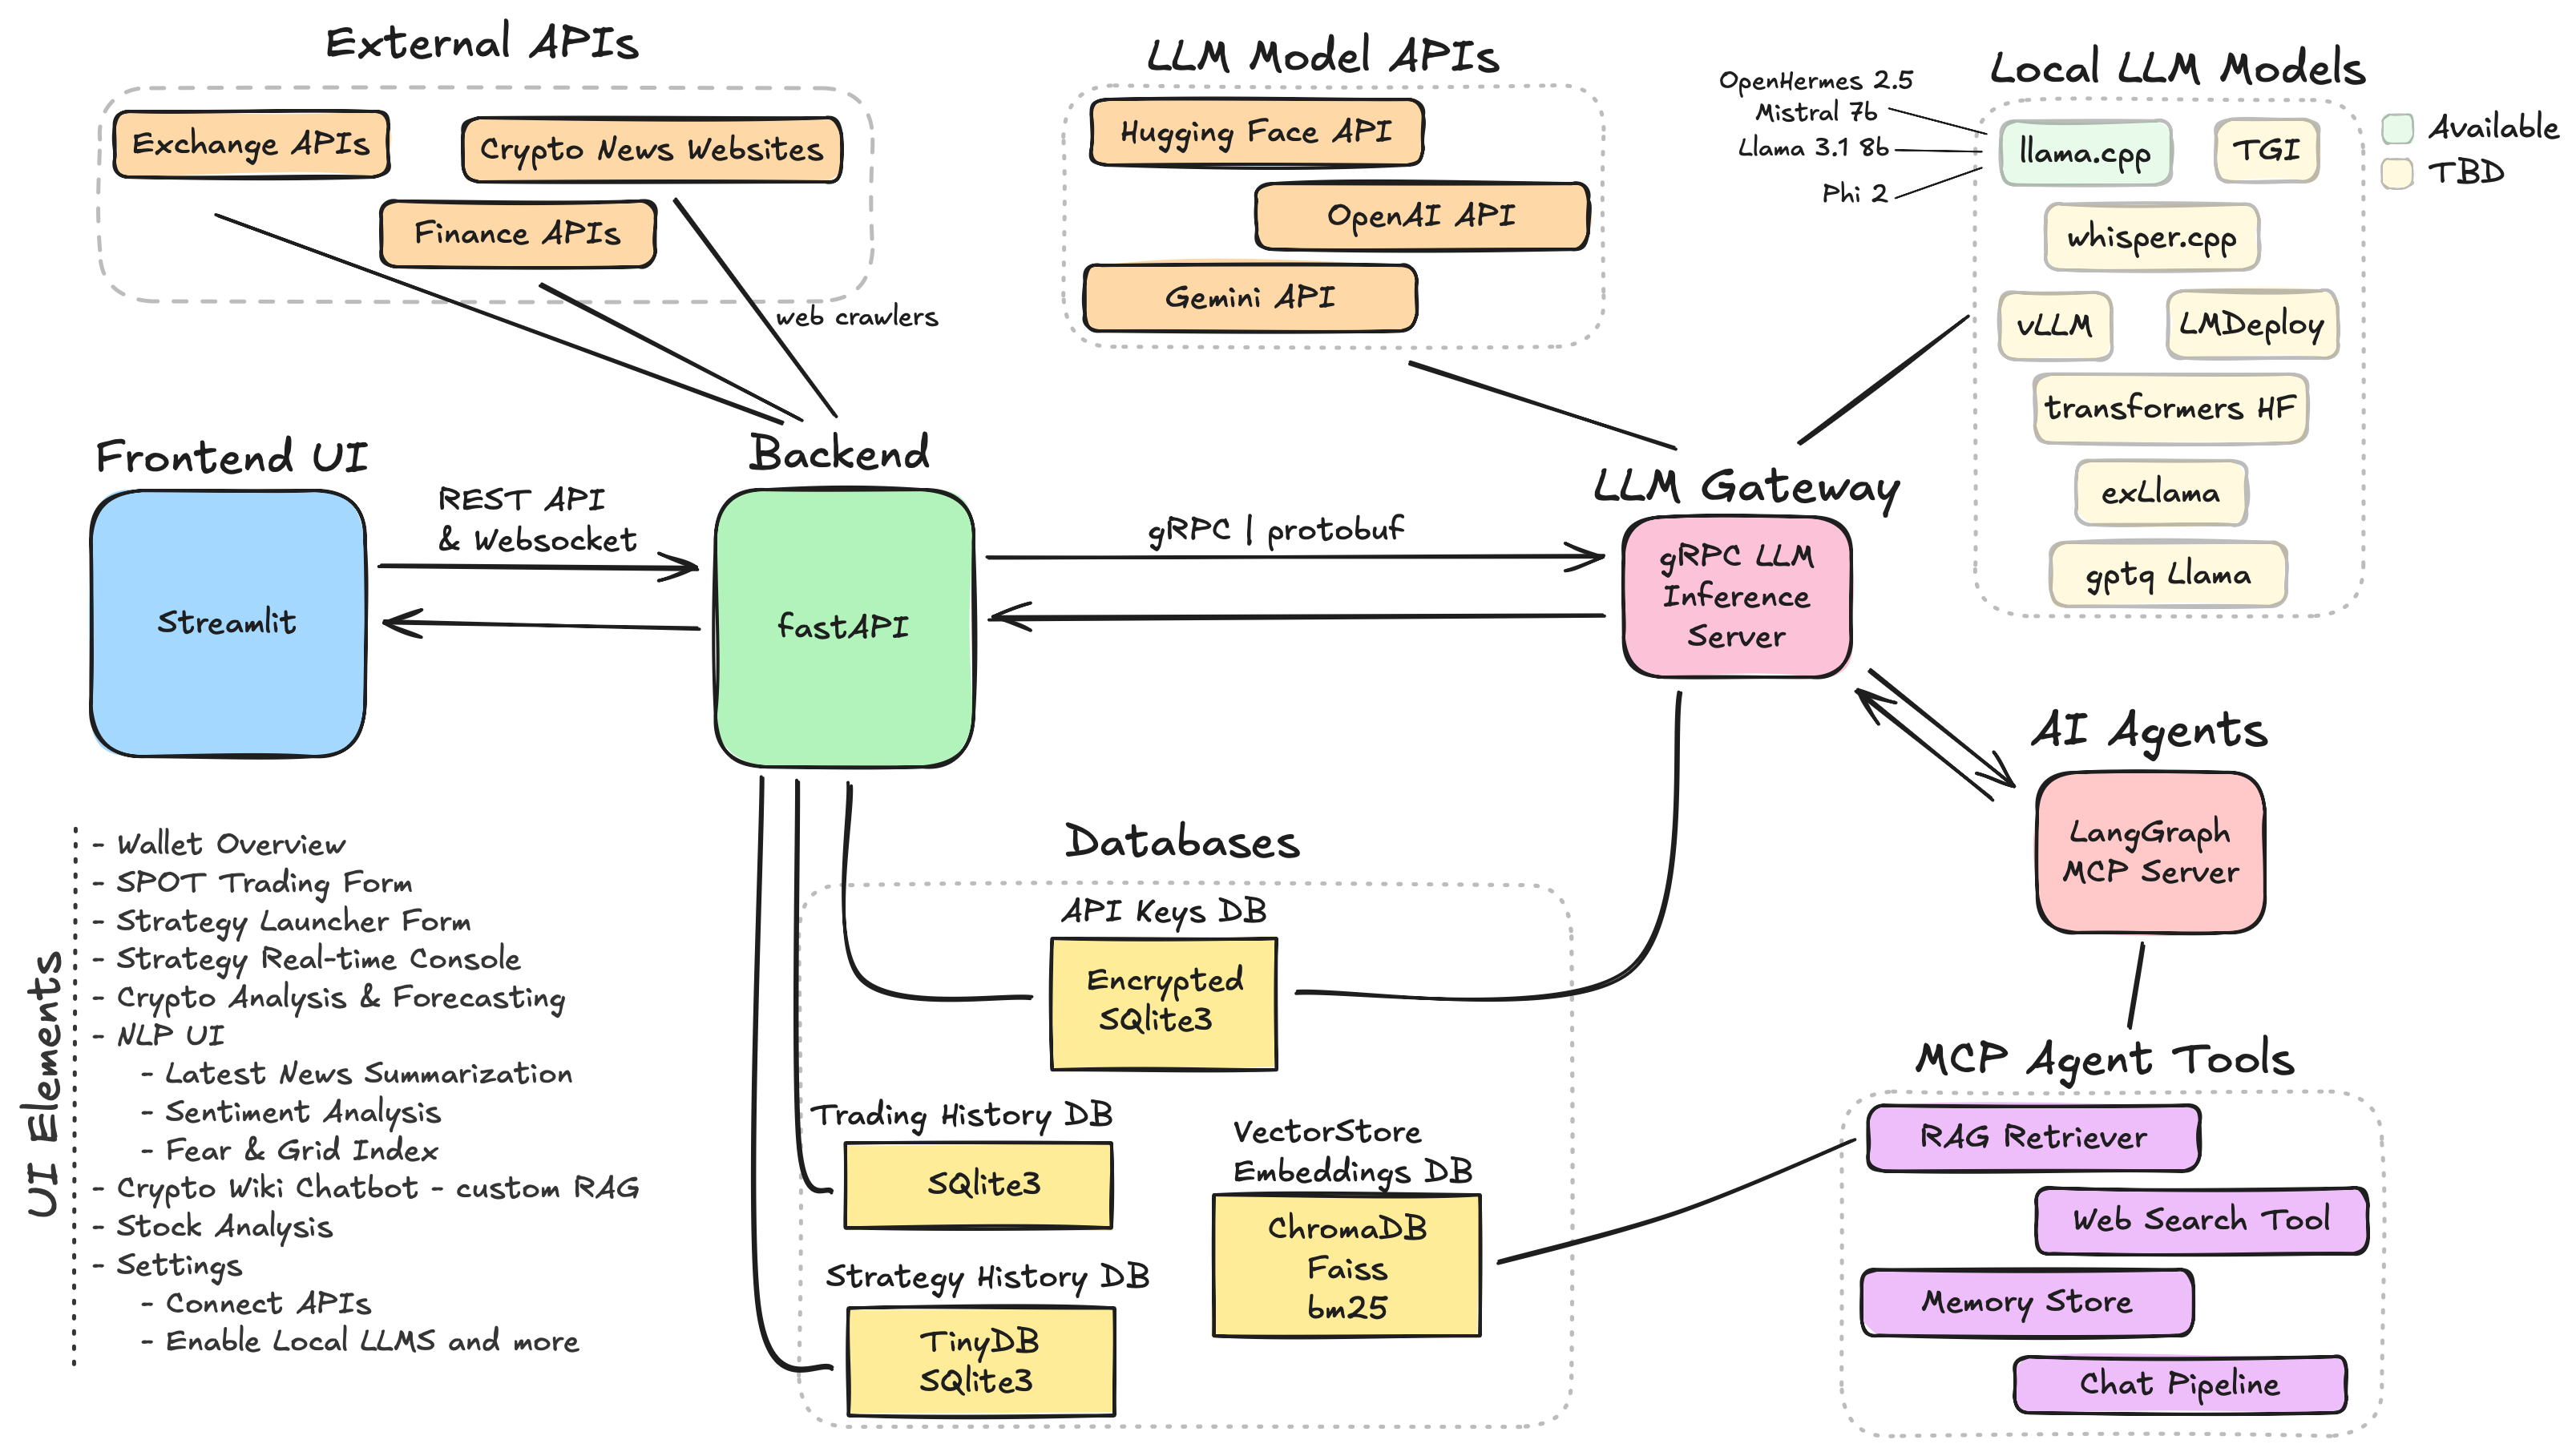 External APIs
Exchange APIs
Crypto News Websites
Finance APIs
web crawlers
LLM Model APIs
Hugging Face API
OpenAI API
Gemini API
Local LLM Models
OpenHermes 2.5
Mistral 7b
Llama 3.1 8b
Phi 2
llama.cpp
TGI
whisper.cpp
vLLM
LMDeploy
transformers HF
exLlama
gptq Llama
Available
TBD
Frontend UI
Streamlit
REST API
& Websocket
Backend
fastAPI
gRPC | protobuf
LLM Gateway
gRPC LLM
Inference
Server
AI Agents
LangGraph
MCP Server
MCP Agent Tools
RAG Retriever
Web Search Tool
Memory Store
Chat Pipeline
Databases
API Keys DB
Encrypted
SQlite3
Trading History DB
SQlite3
Strategy History DB
TinyDB
SQlite3
VectorStore
Embeddings DB
ChromaDB
Faiss
bm25
UI Elements
- Wallet Overview
- SPOT Trading Form
- Strategy Launcher Form
- Strategy Real-time Console
- Crypto Analysis & Forecasting
- NLP UI
- Latest News Summarization
- Sentiment Analysis
- Fear & Grid Index
- Crypto Wiki Chatbot - custom RAG
- Stock Analysis
- Settings
- Connect APIs
- Enable Local LLMS and more